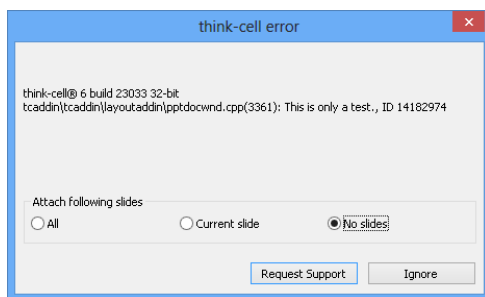 think-cell error
think-cell® 6 build 23033 32-bit
tcaddin\tcaddin\layoutaddin\pptdocwnd.cpp(3361): This is only a test., ID 14182974
Attach following slides
All Current slide No slides
Request Support Ignore